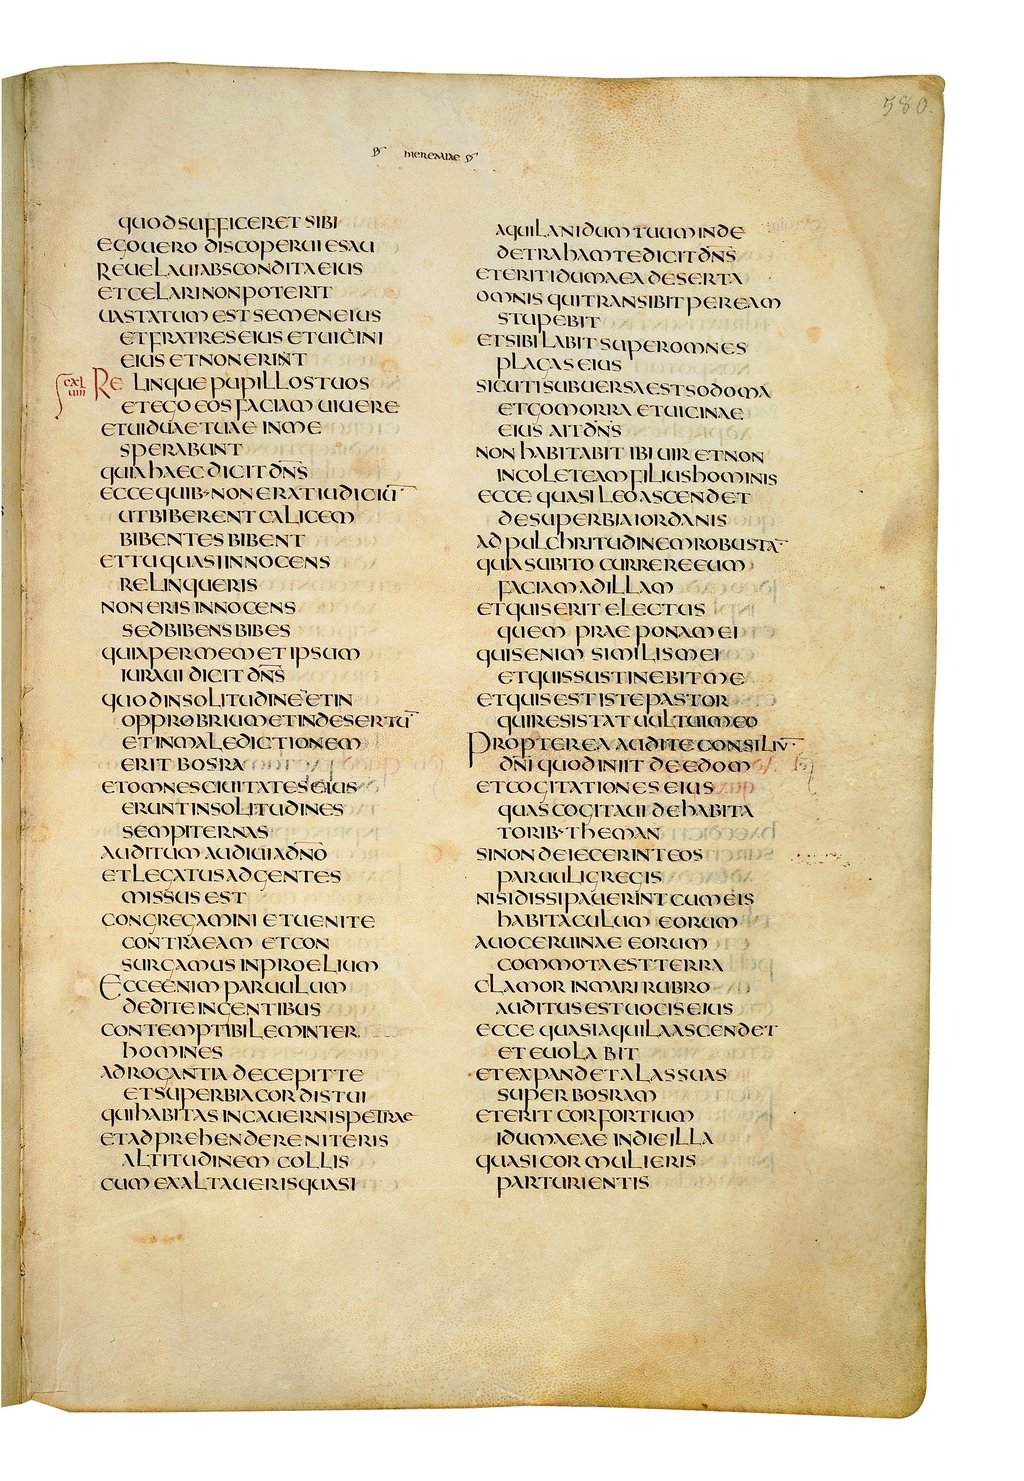 580.
HIEREMIAE
QUOD SUFFICERET SIBI
EGO UERO DISCOPERUI ESAU
REUELAUI ABSCONDITA EIUS
ET CELARI NON POTERIT
UASTATUM EST SEMEN EIUS
ET FRATRES EIUS ET UICINI
EIUS ET NON ERINT
RELINQUE PUPILLOS TUOS
ET EGO EOS FACIAM UIUERE
ET UIDUAE TUAE IN ME
SPERABUNT
QUIA HAEC DICIT DN̄S
ECCE QUIB· NON ERAT IUDICIŪ
UT BIBERENT CALICEM
BIBENTES BIBENT
ET TU QUASI INNOCENS
RELINQUERIS
NON ERIS INNOCENS
SED BIBENS BIBES
QUIA PER MEMET IPSUM
IURAUI DICIT DN̄S
QUOD IN SOLITUDINE ET IN
OPPROBRIUM ET IN DESERTŪ
ET IN MALEDICTIONEM
ERIT BOSRA
ET OMNES CIUITATES EIUS
ERUNT IN SOLITUDINES
SEMPITERNAS
AUDITUM AUDIUI A DN̄O
ET LEGATUS AD GENTES
MISSUS EST
CONGREGAMINI ET UENITE
CONTRA EAM ET CON
SURGAMUS IN PROELIUM
ECCE ENIM PARUULUM
DEDI TE IN GENTIBUS
CONTEMPTIBILEM INTER
HOMINES
ADROGANTIA DECEPIT TE
ET SUPERBIA CORDIS TUI
QUI HABITAS IN CAUERNIS PETRAE
ET ADPREHENDERE NITERIS
ALTITUDINEM COLLIS
CUM EXALTAUERIS QUASI
AQUILA NIDUM TUUM INDE
DETRAHAM TE DICIT DN̄S
ET ERIT IDUMAEA DESERTA
OMNIS QUI TRANSIBIT PER EAM
STUPEBIT
ET SIBILABIT SUPER OMNES
PLAGAS EIUS
SICUTI SUBUERSA EST SODOMA
ET GOMORRA ET UICINAE
EIUS AIT DN̄S
NON HABITABIT IBI UIR ET NON
INCOLET EAM FILIUS HOMINIS
ECCE QUASI LEO ASCENDET
DE SUPERBIA IORDANIS
AD PULCHRITUDINEM ROBUSTĀ
QUIA SUBITO CURRERE EUM
FACIAM AD ILLAM
ET QUIS ERIT ELECTUS
QUEM PRAEPONAM EI
QUIS ENIM SIMILIS MEI
ET QUIS SUSTINEBIT ME
ET QUIS EST ISTE PASTOR
QUI RESISTAT UULTUI MEO
PROPTEREA AUDITE CONSILIŪ
DN̄I QUOD INIIT DE EDOM
ET COGITATIONES EIUS
QUAS COGITAUI DE HABITA
TORIB· THEMAN
SI NON DEIECERINT EOS
PARUULI GREGIS
NISI DISSIPAUERINT CUM EIS
HABITACULUM EORUM
A UOCE RUINAE EORUM
COMMOTA EST TERRA
CLAMOR IN MARI RUBRO
AUDITUS EST UOCIS EIUS
ECCE QUASI AQUILA ASCENDET
ET EUOLABIT
ET EXPANDET ALAS SUAS
SUPER BOSRAM
ET ERIT COR FORTIUM
IDUMAEAE IN DIE ILLA
QUASI COR MULIERIS
PARTURIENTIS